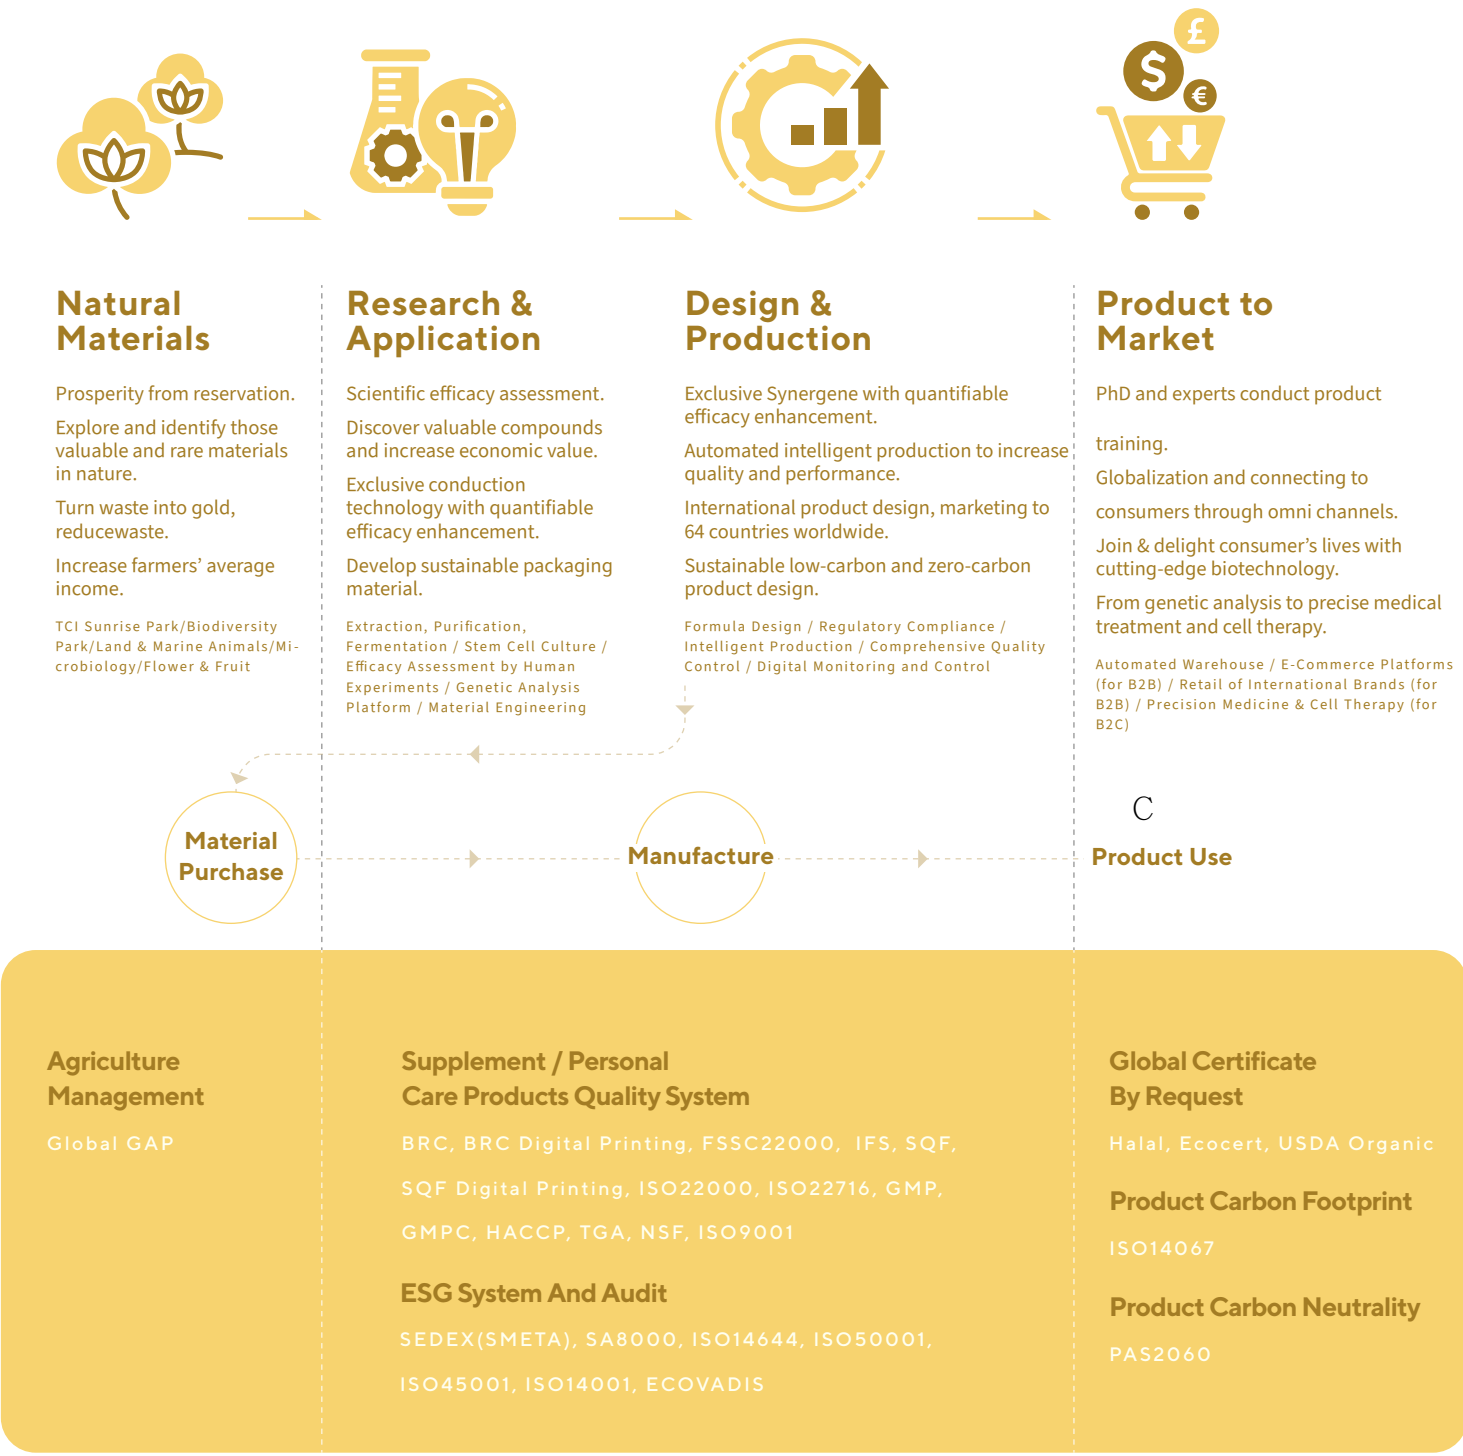 £
$
€
Natural
Materials
Prosperity from reservation.
Explore and identify those
valuable and rare materials
in nature.
Turn waste into gold,
reducewaste.
Increase farmers’ average
income.
TCI Sunrise Park/Biodiversity
Park/Land & Marine Animals/Mi-
crobiology/Flower & Fruit
Research &
Application
Scientific efficacy assessment.
Discover valuable compounds
and increase economic value.
Exclusive conduction
technology with quantifiable
efficacy enhancement.
Develop sustainable packaging
material.
Extraction, Purification,
Fermentation / Stem Cell Culture /
Efficacy Assessment by Human
Experiments / Genetic Analysis
Platform / Material Engineering
Design &
Production
Exclusive Synergene with quantifiable
efficacy enhancement.
Automated intelligent production to increase
quality and performance.
International product design, marketing to
64 countries worldwide.
Sustainable low-carbon and zero-carbon
product design.
Formula Design / Regulatory Compliance /
Intelligent Production / Comprehensive Quality
Control / Digital Monitoring and Control
Product to
Market
PhD and experts conduct product
training.
Globalization and connecting to
consumers through omni channels.
Join & delight consumer’s lives with
cutting-edge biotechnology.
From genetic analysis to precise medical
treatment and cell therapy.
Automated Warehouse / E-Commerce Platforms
(for B2B) / Retail of International Brands (for
B2B) / Precision Medicine & Cell Therapy (for
B2C)
Material
Purchase
Manufacture
C
Product Use
Agriculture
Management
Global GAP
Supplement / Personal
Care Products Quality System
BRC, BRC Digital Printing, FSSC22000, IFS, SQF,
SQF Digital Printing, ISO22000, ISO22716, GMP,
GMPC, HACCP, TGA, NSF, ISO9001
ESG System And Audit
SEDEX(SMETA), SA8000, ISO14644, ISO50001,
ISO45001, ISO14001, ECOVADIS
Global Certificate
By Request
Halal, Ecocert, USDA Organic
Product Carbon Footprint
ISO14067
Product Carbon Neutrality
PAS2060